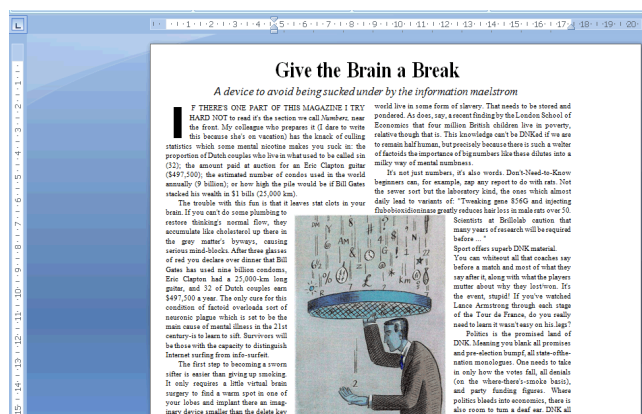 Give the Brain a Break
A device to avoid being sucked under by the information maelstrom
IF THERE'S ONE PART OF THIS MAGAZINE I TRY
HARD NOT to read it's the section we call Numbers, near
the front. My colleague who prepares it (I dare to write
this because she's on vacation) has the knack of culling
statistics which some mental nicotine makes you suck in: the
proportion of Dutch couples who live in what used to be called sin
(32); the amount paid at auction for an Eric Clapton guitar
($497,500); the estimated number of condoms used in the world
annually (9 billion); or how high the pile would be if Bill Gates
stacked his wealth in $1 bills (25,000 km).
The trouble with this fun is that it leaves stat clots in your
brain. If you can't do some plumbing to
restore thinking's normal flow, they
accumulate like cholesterol up there in
the grey matter's byways, causing
serious mind-blocks. After three glasses
of red you declare over dinner that Bill
Gates has used nine billion condoms,
Eric Clapton had a 25,000-km long
guitar, and 32 of Dutch couples earn
$497,500 a year. The only cure for this
condition of factoid overloada sort of
neuronic plague which is set to be the
main cause of mental illness in the 21st
century-is to learn to sift. Survivors will
be those with the capacity to distinguish
Internet surfing from info-surfeit.
The first step to becoming a sworn
sifter is easier than giving up smoking.
It only requires a little virtual brain
surgery to find a warm spot in one of
your lobes and implant there an imag-
inary device smaller than the delete key
world live in some form of slavery. That needs to be stored and
pondered. As does, say, a recent finding by the London School of
Economics that four million British children live in poverty,
relative though that is. This knowledge can't be DNKed if we are
to remain half human, but precisely because there is such a welter
of factoids the importance of big numbers like these dilutes into a
milky way of mental numbness.
It's not just numbers, it's also words. Don't-Need-to-Know
beginners can, for example, zap any report to do with rats. Not
the sewer sort but the laboratory kind, the ones which almost
daily lead to variants of: "Tweaking gene 856G and injecting
flubobioxidioninase greatly reduces hair loss in male rats over 50.
Scientists at Brillolab caution that
many years of research will be required
before ... "
Sport offers superb DNK material.
You can whiteout all that coaches say
before a match and most of what they
say after it, along with what the players
mutter about why they lost/won. It's
the event, stupid! If you've watched
Lance Armstrong through each stage
of the Tour de France, do you really
need to learn it wasn't easy on his legs?
Politics is the promised land of
DNK. Meaning you blank all promises
and pre-election bumpf, all state-ofthe-
nation monologues. One needs to take
in only how the votes fall, all denials
(on the where-there's-smoke basis),
and party funding figures. Where
politics bleeds into economics, there is
also room to turn a deaf ear. DNK all